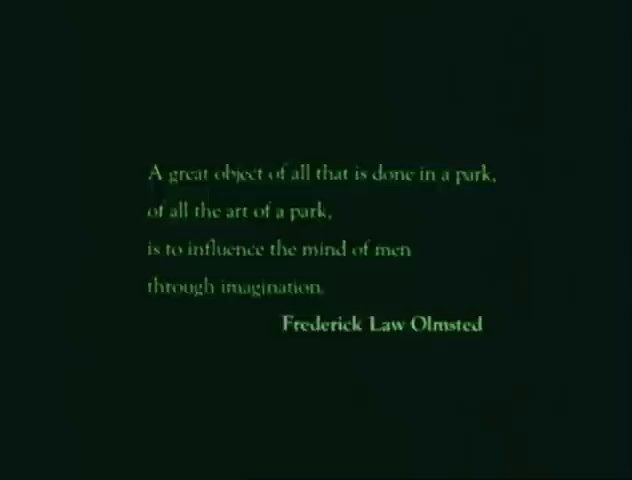 A great object of all that is done in a park,
of all the art of a park,
is to influence the mind of men
through imagination.
Frederick Law Olmsted